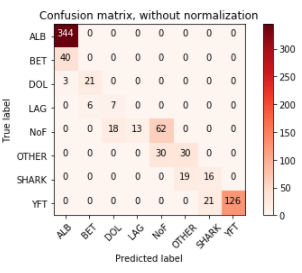 Confusion matrix, without normalization
True label
ALB 344 0 0 0 0 0 0 0
BET 40 0 0 0 0 0 0 0
DOL 3 21 0 0 0 0 0 0
LAG 0 6 7 0 0 0 0 0
NoF 0 0 18 13 62 0 0 0
OTHER 0 0 0 0 30 30 0 0
SHARK 0 0 0 0 0 19 16 0
YFT 0 0 0 0 0 0 21 126
ALB BET DOL LAG NoF OTHER SHARK YFT
Predicted label
300
250
200
150
100
50
0